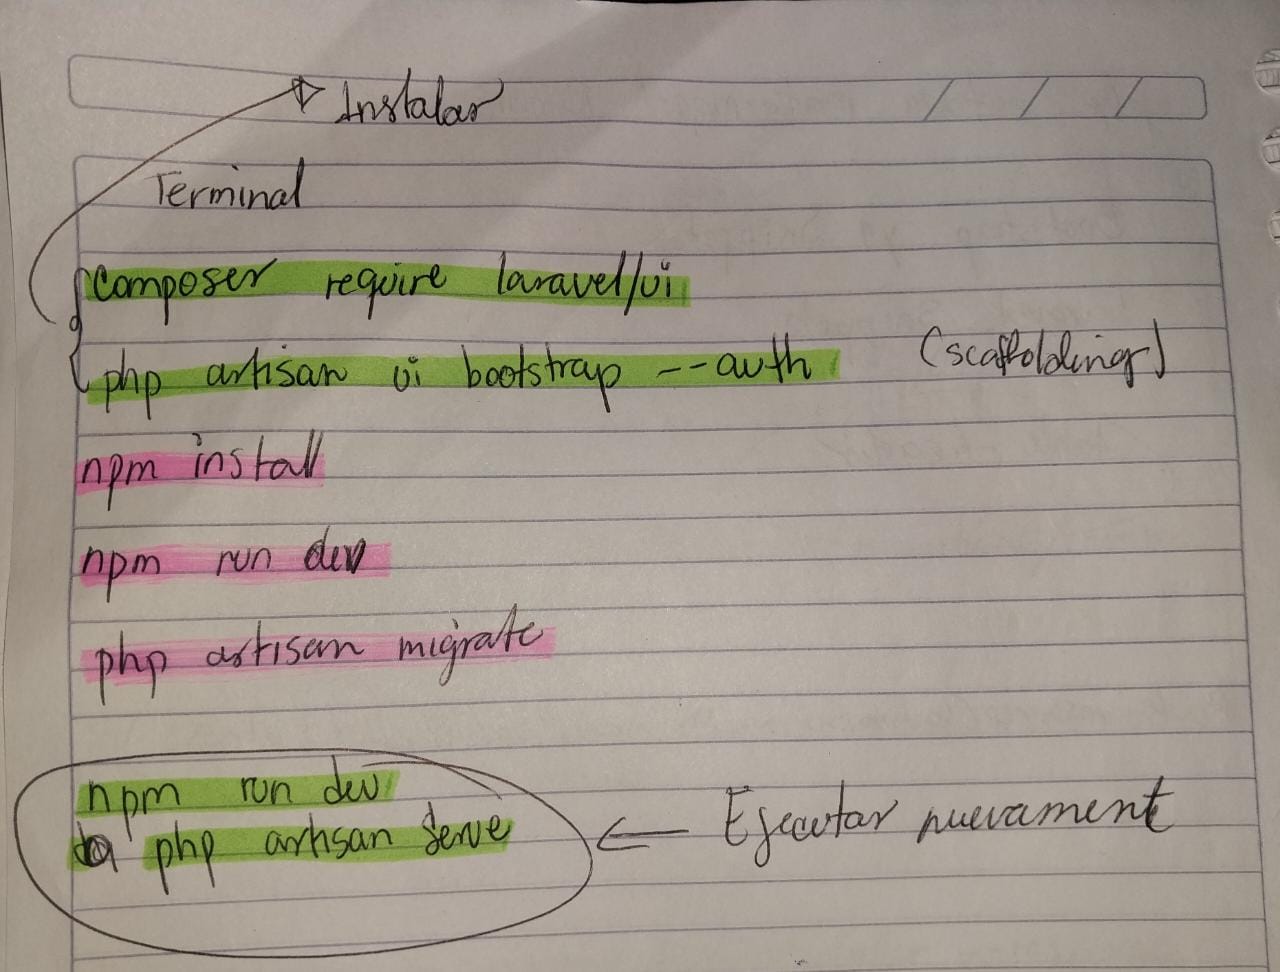 Instalar
Terminal
composer require laravel/ui
php artisan ui bootstrap --auth (scaffolding)
npm install
npm run dev
php artisan migrate
npm run dev
php artisan serve
Ejecutar nuevament